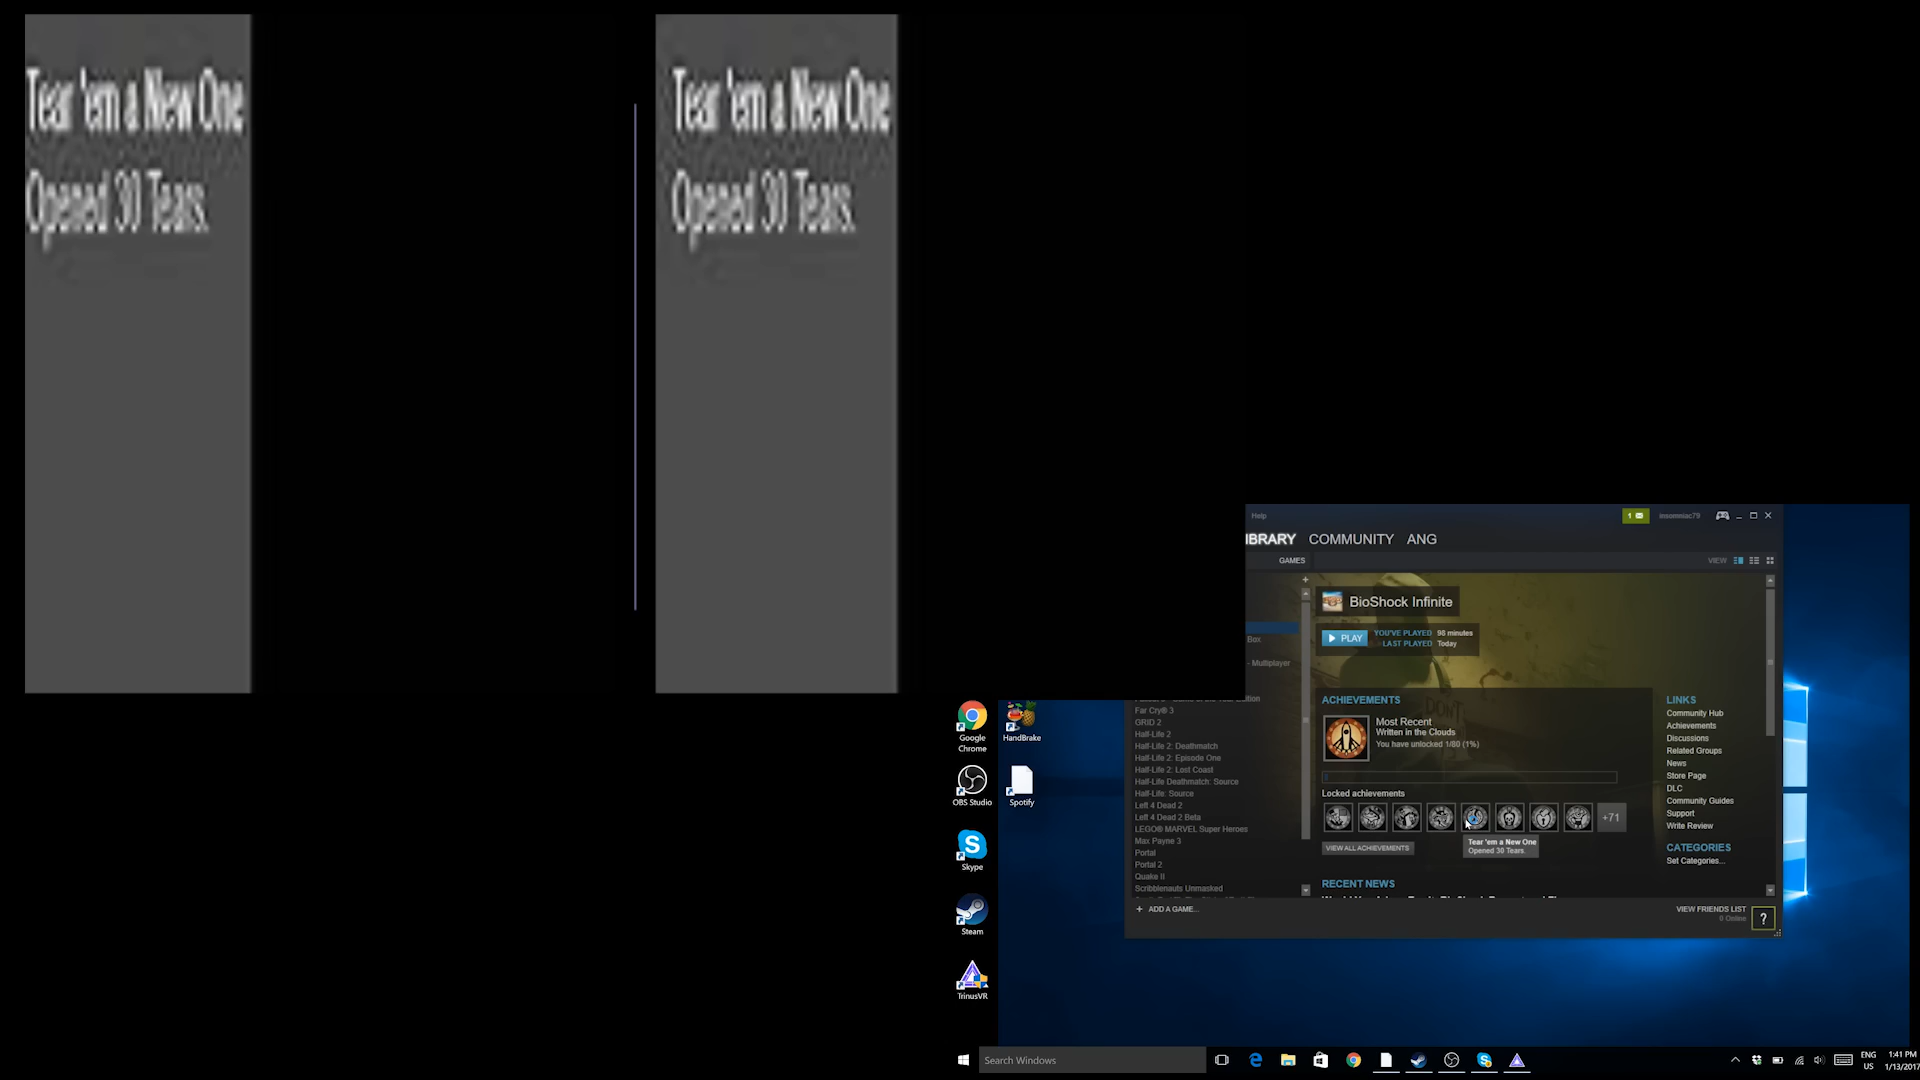 Tear 'em a New One
Opened 30 Tears.
Tear 'em a New One
Opened 30 Tears.
Help
1
insomniac79
IBRARY COMMUNITY ANG
GAMES
VIEW
BioShock Infinite
PLAY
YOU'VE PLAYED 96 minutes
LAST PLAYED Today
Box
- Multiplayer
Far Cry® 3
GRID 2
Half-Life 2
Half-Life 2: Deathmatch
Half-Life 2: Episode One
Half-Life 2: Lost Coast
Half-Life Deathmatch: Source
Half-Life: Source
Left 4 Dead 2
Left 4 Dead 2 Beta
LEGO® MARVEL Super Heroes
Max Payne 3
Portal
Portal 2
Quake II
Scribblenauts Unmasked
+ ADD A GAME...
ACHIEVEMENTS
Most Recent
Written in the Clouds
You have unlocked 1/80 (1%)
Locked achievements
+71
Tear 'em a New One
Opened 30 Tears.
VIEW ALL ACHIEVEMENTS
RECENT NEWS
LINKS
Community Hub
Achievements
Discussions
Related Groups
News
Store Page
DLC
Community Guides
Support
Write Review
CATEGORIES
Set Categories...
VIEW FRIENDS LIST
0 Online
?
Google Chrome
HandBrake
OBS Studio
Spotify
Skype
Steam
TrinusVR
Search Windows
ENG
US
1:41 PM
1/13/2017